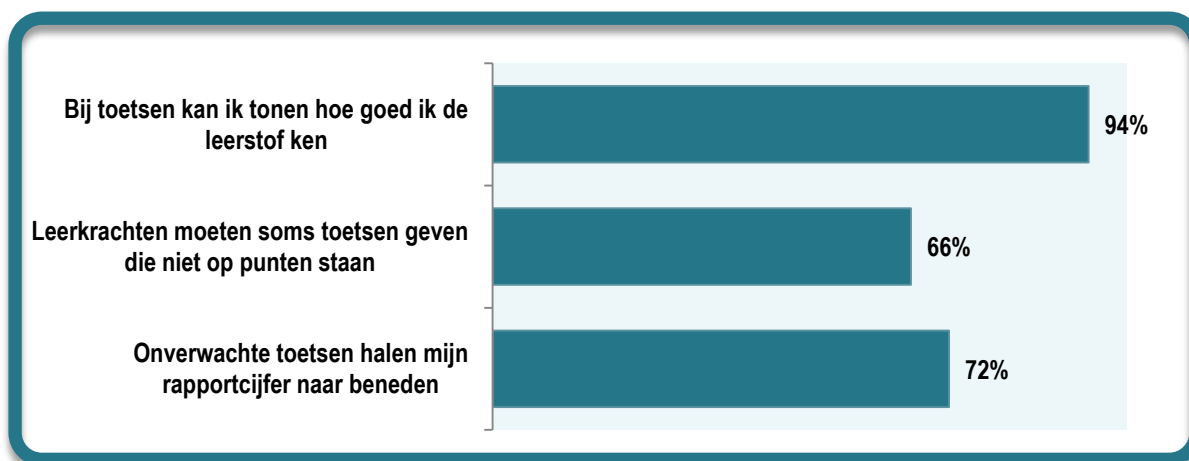 Bij toetsen kan ik tonen hoe goed ik de
leerstof ken
94%
Leerkrachten moeten soms toetsen geven
die niet op punten staan
66%
Onverwachte toetsen halen mijn
rapportcijfer naar beneden
72%